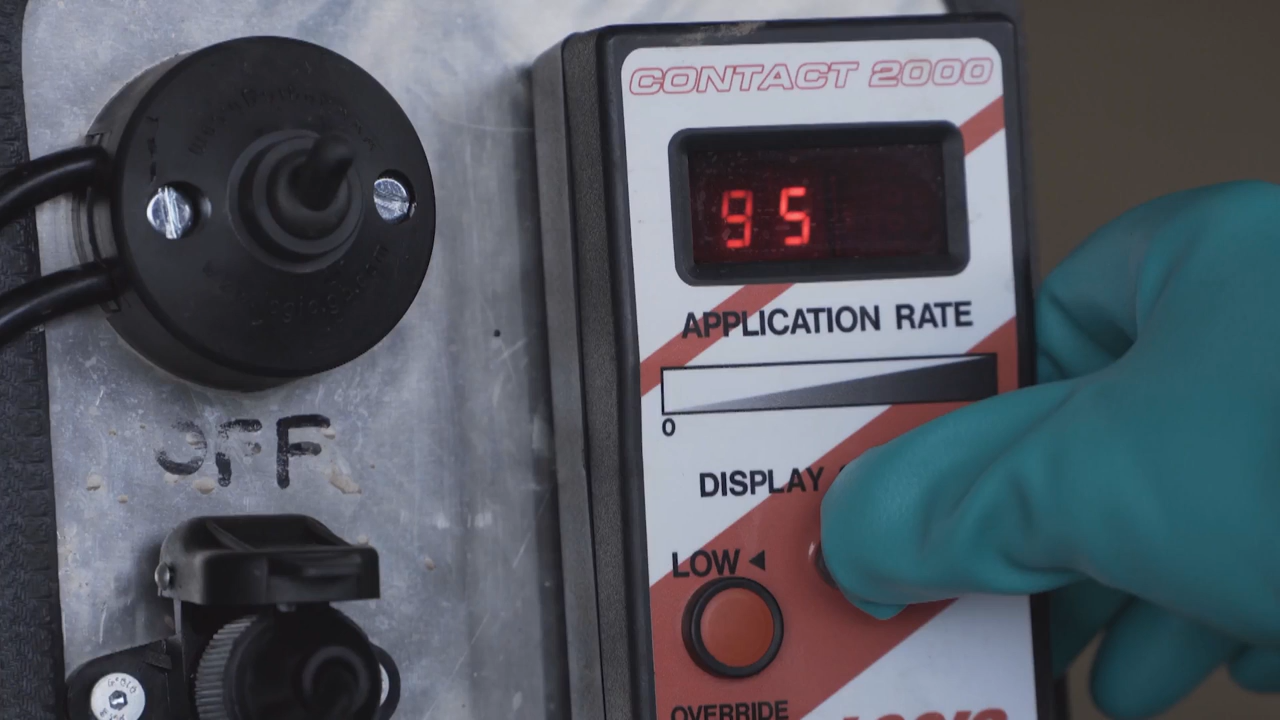 CONTACT 2000
95
APPLICATION RATE
0
DISPLAY
LOW ◄
OVERRIDE
OFF